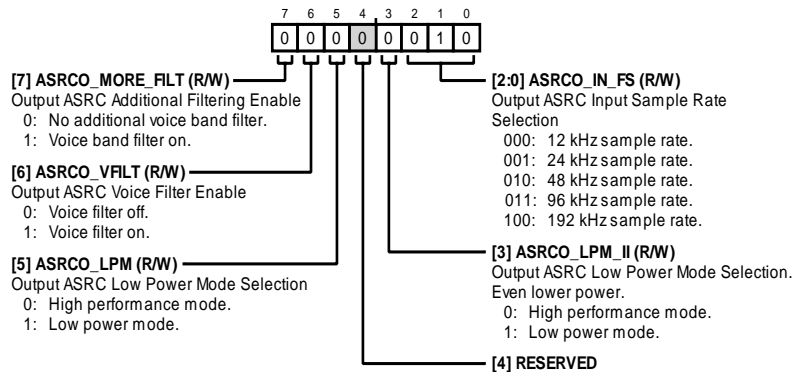 7 6 5 4 3 2 1 0
0 0 0 0 0 0 1 0
[7] ASRCO_MORE_FILT (R/W)
Output ASRC Additional Filtering Enable
0: No additional voice band filter.
1: Voice band filter on.
[6] ASRCO_VFILT (R/W)
Output ASRC Voice Filter Enable
0: Voice filter off.
1: Voice filter on.
[5] ASRCO_LPM (R/W)
Output ASRC Low Power Mode Selection
0: High performance mode.
1: Low power mode.
[2:0] ASRCO_IN_FS (R/W)
Output ASRC Input Sample Rate
Selection
000: 12 kHz sample rate.
001: 24 kHz sample rate.
010: 48 kHz sample rate.
011: 96 kHz sample rate.
100: 192 kHz sample rate.
[3] ASRCO_LPM_II (R/W)
Output ASRC Low Power Mode Selection.
Even lower power.
0: High performance mode.
1: Low power mode.
[4] RESERVED